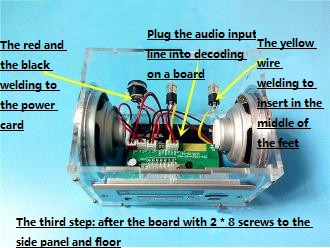 The red and
the black
welding to
the power
card
Plug the audio input
line into decoding
on a board
The yellow
wire
welding to
insert in the
middle of
the feet
The third step: after the board with 2 * 8 screws to the
side panel and floor